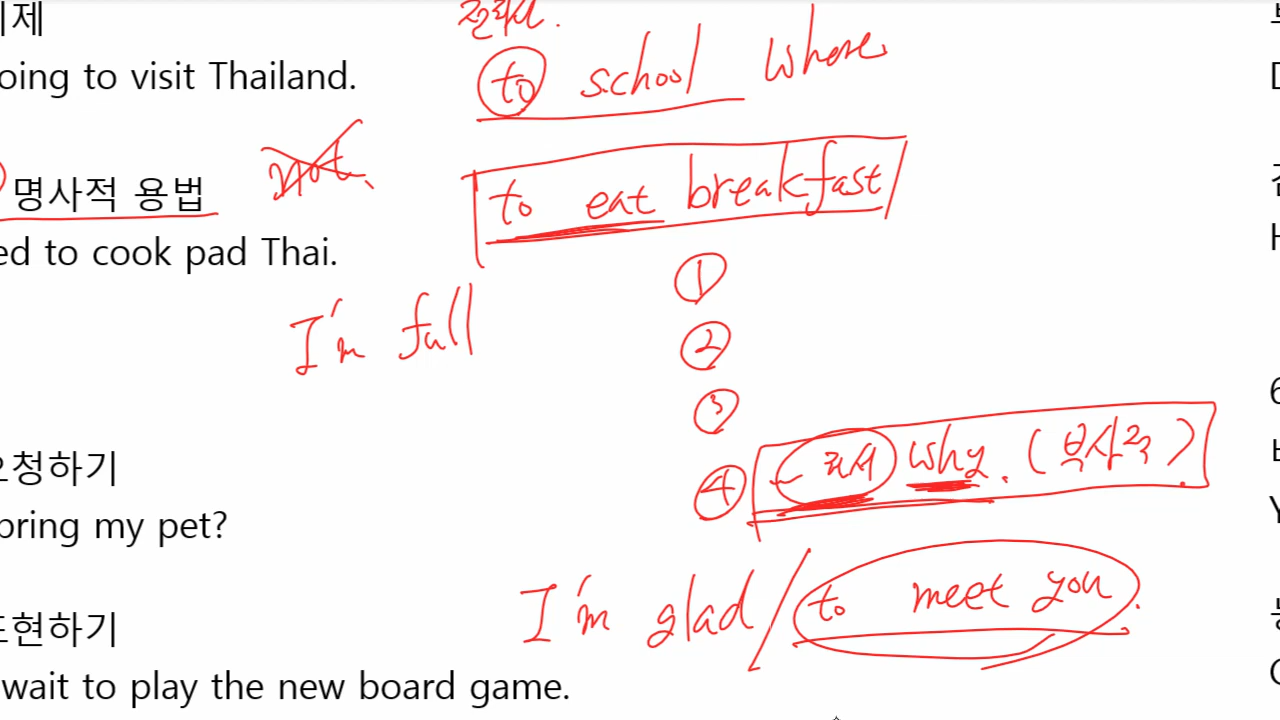 시제
전치사.
oing to visit Thailand.
to school where
not.
명사적 용법
to eat breakfast/
ed to cook pad Thai.
①
I'm full
②
③
요청하기
④ ~ 해서 why. (부사적)
bring my pet?
I'm glad / to meet you.
표현하기
wait to play the new board game.